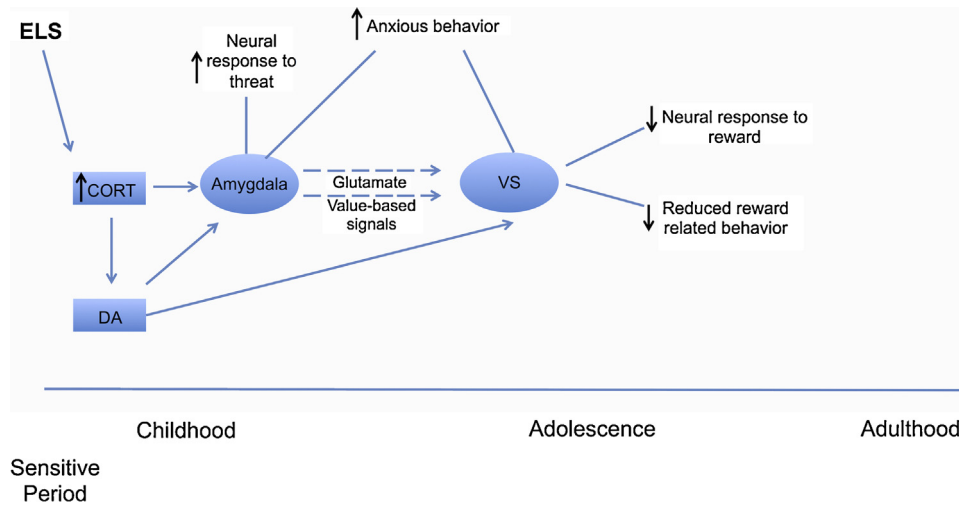 ELS
Anxious behavior
Neural
response to
threat
Neural response to
reward
CORT
Amygdala
Glutamate
Value-based
signals
VS
Reduced reward
related behavior
DA
Childhood
Adolescence
Adulthood
Sensitive
Period